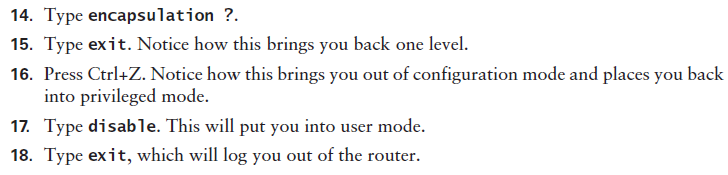 14. Type encapsulation ?.
15. Type exit. Notice how this brings you back one level.
16. Press Ctrl+Z. Notice how this brings you out of configuration mode and places you back
into privileged mode.
17. Type disable. This will put you into user mode.
18. Type exit, which will log you out of the router.